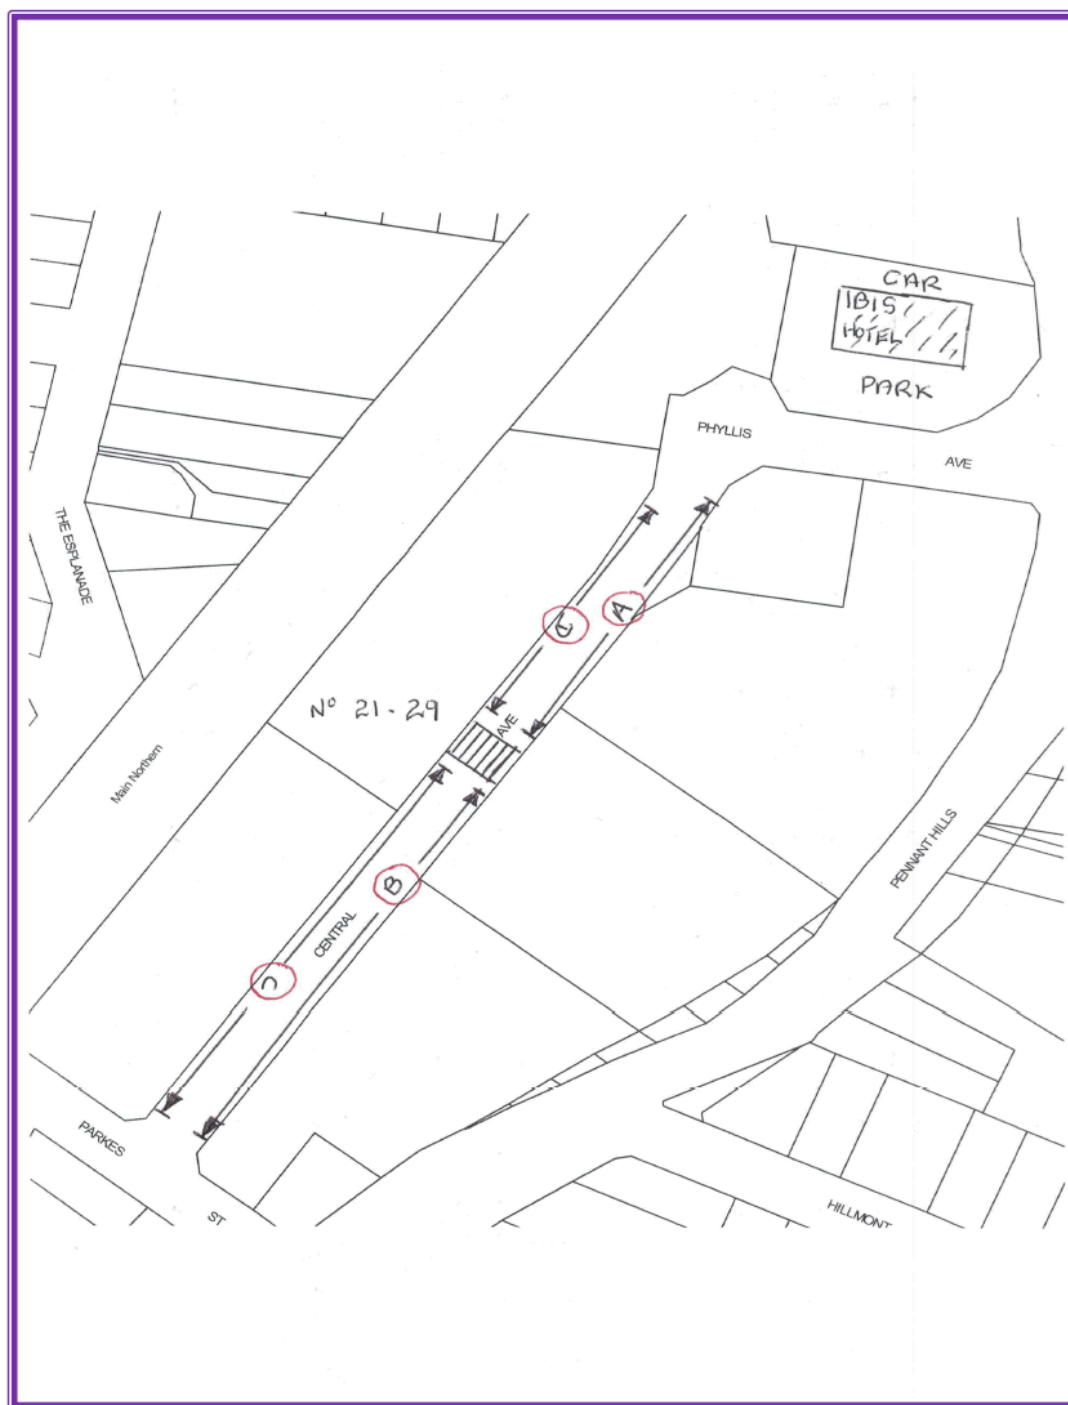 CAR
IBIS
HOTEL
PARK
PHYLLIS
AVE
THE ESPLANADE
A
D
Nº 21-29
AVE
Main Northern
PENNANT HILLS
B
CENTRAL
C
PARKES
ST
HILLMONT